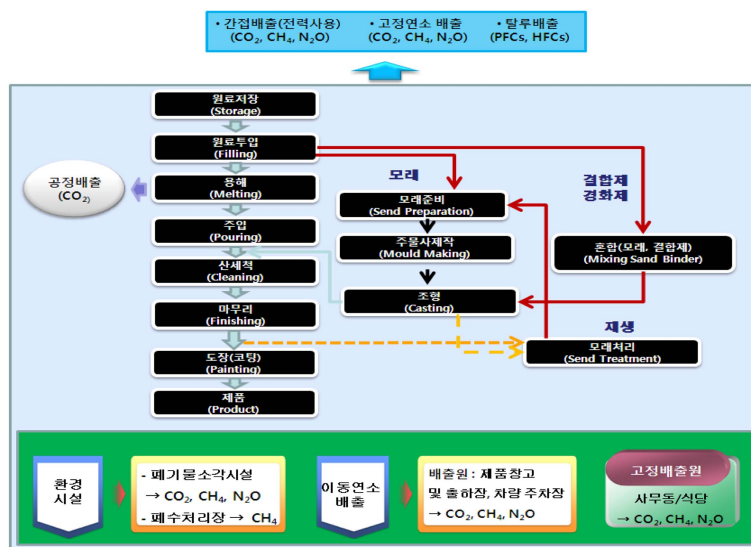 • 간접배출(전력사용)
(CO₂, CH₄, N₂O)
• 고정연소 배출
(CO₂, CH₄, N₂O)
• 탈루배출
(PFCs, HFCs)
원료저장
(Storage)
원료투입
(Filling)
공정배출
(CO₂)
용해
(Melting)
주입
(Pouring)
산세척
(Cleaning)
마무리
(Finishing)
도장(코팅)
(Painting)
제품
(Product)
모래
모래준비
(Send Preparation)
주물사제작
(Mould Making)
조형
(Casting)
결합제
경화제
혼합(모래, 결합제)
(Mixing Sand Binder)
재생
모래처리
(Send Treatment)
환경
시설
- 폐기물소각시설
→ CO₂, CH₄, N₂O
- 폐수처리장 → CH₄
이동연소
배출
배출원 : 제품창고
및 출하장, 차량 주차장
→ CO₂, CH₄, N₂O
고정배출원
사무동/식당
→ CO₂, CH₄, N₂O